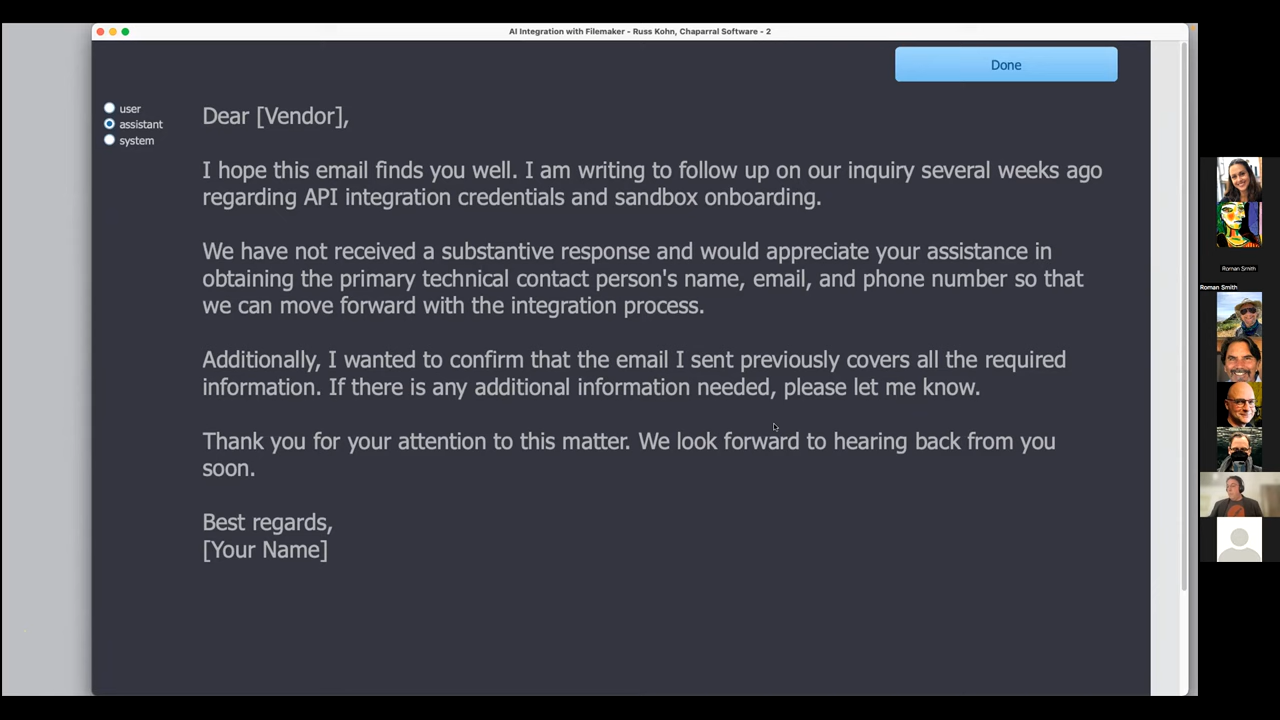 AI Integration with Filemaker - Russ Kohn, Chaparral Software - 2
Done
user
assistant
system
Dear [Vendor],
I hope this email finds you well. I am writing to follow up on our inquiry several weeks ago
regarding API integration credentials and sandbox onboarding.
We have not received a substantive response and would appreciate your assistance in
obtaining the primary technical contact person's name, email, and phone number so that
we can move forward with the integration process.
Additionally, I wanted to confirm that the email I sent previously covers all the required
information. If there is any additional information needed, please let me know.
Thank you for your attention to this matter. We look forward to hearing back from you
soon.
Best regards,
[Your Name]
Roman Smith
Roman Smith